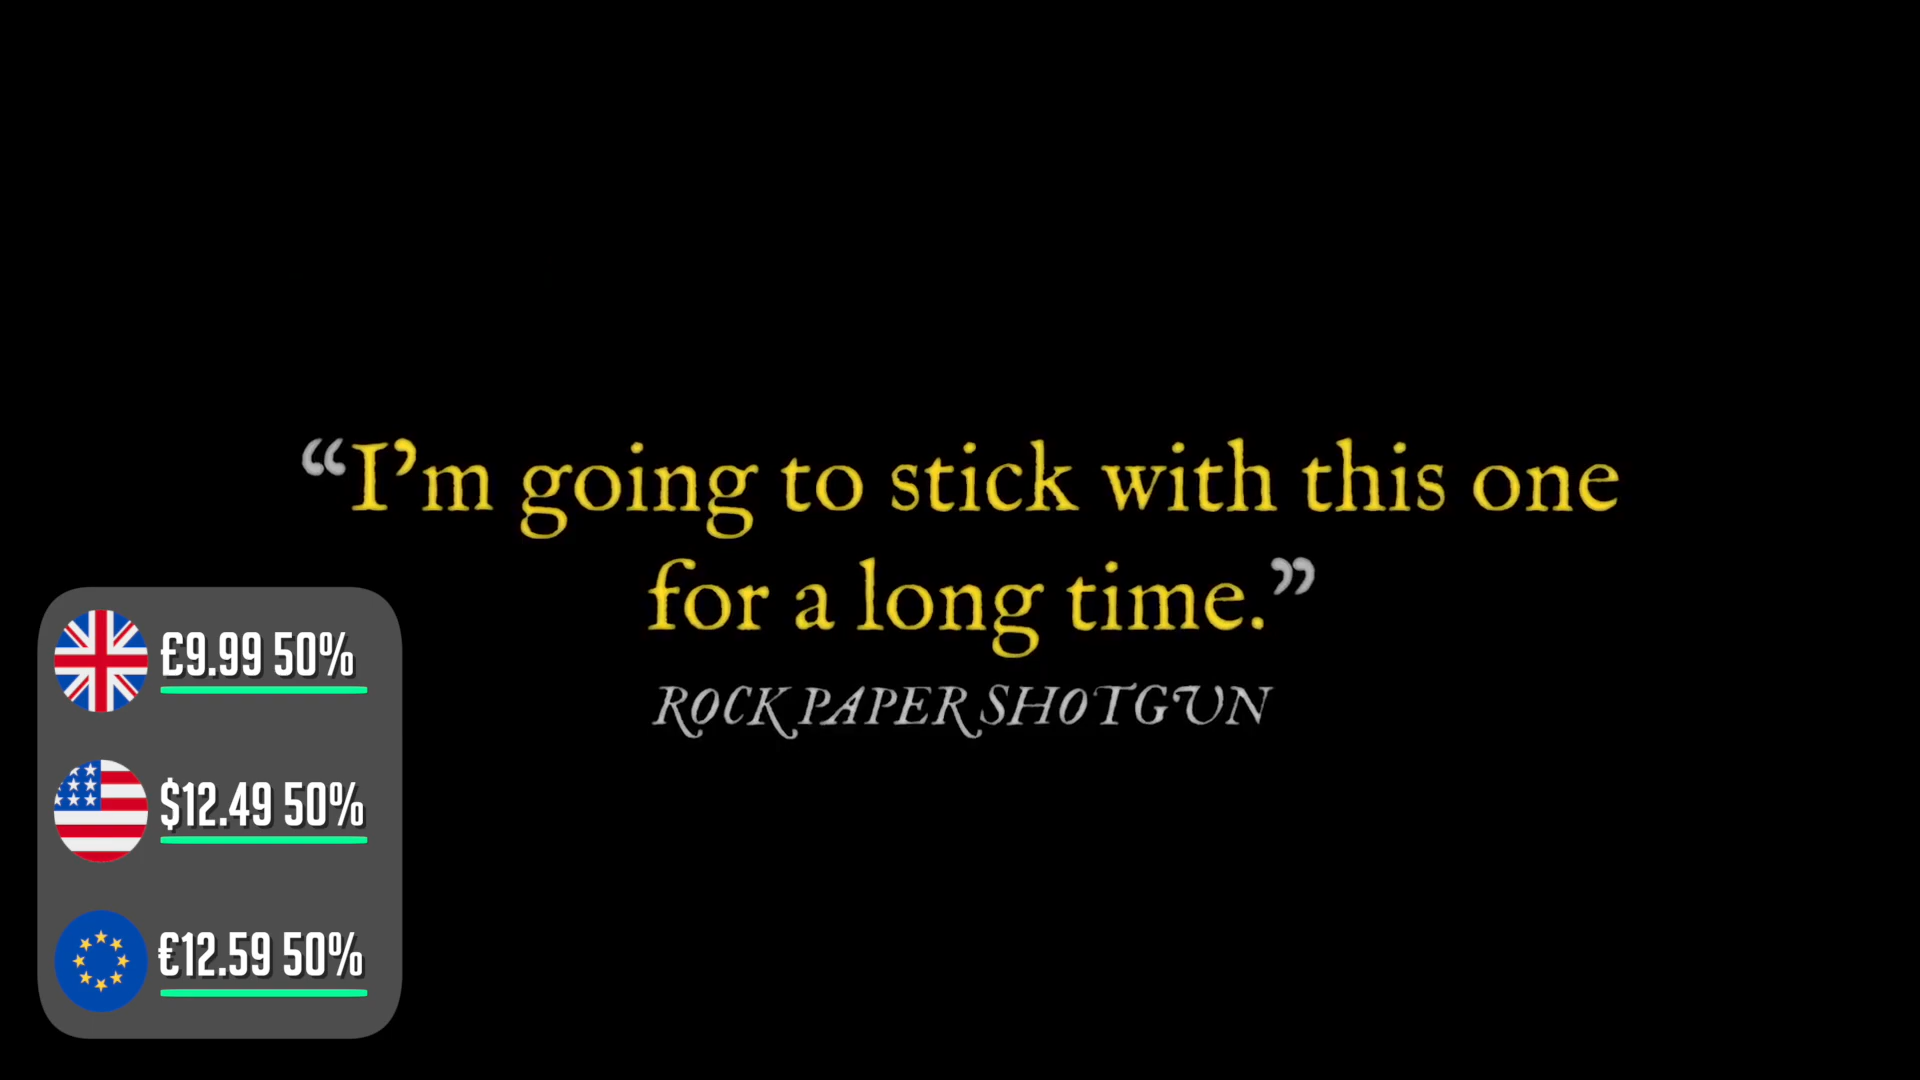 “I’m going to stick with this one
for a long time.”
ROCK PAPER SHOTGUN
£9.99 50%
$12.49 50%
€12.59 50%